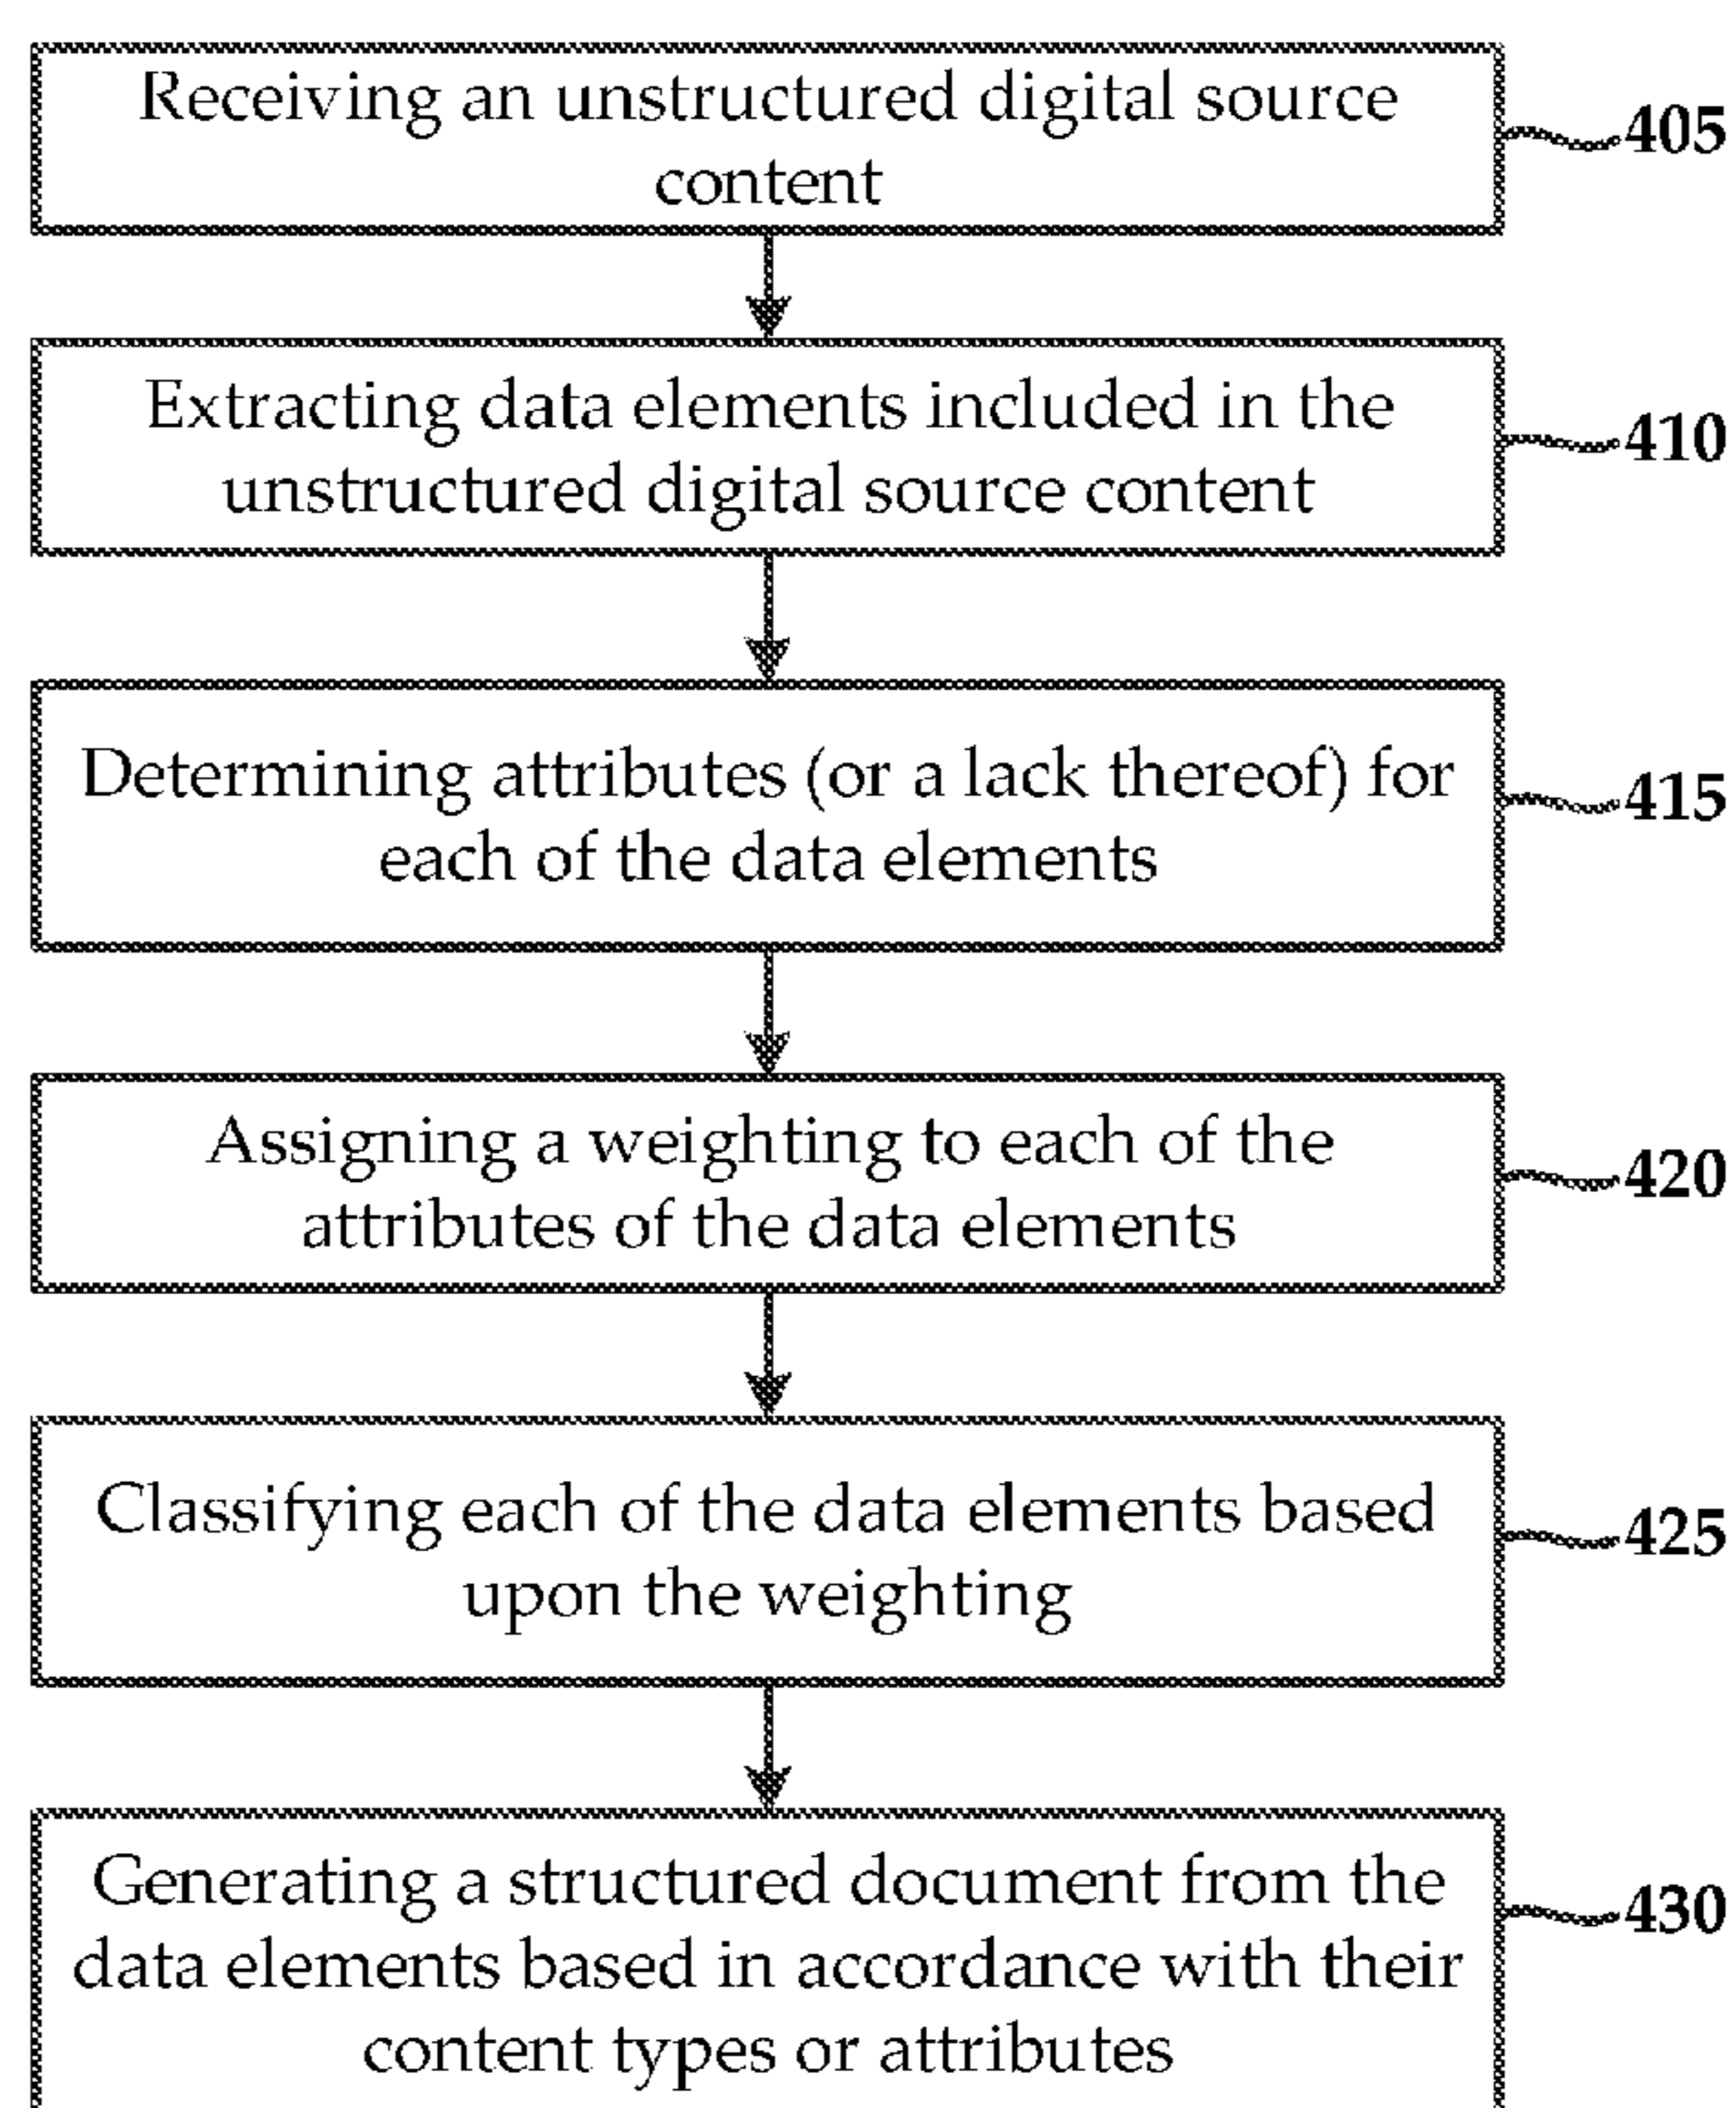 Receiving an unstructured digital source
content
405
Extracting data elements included in the
unstructured digital source content
410
Determining attributes (or a lack thereof) for
each of the data elements
415
Assigning a weighting to each of the
attributes of the data elements
420
Classifying each of the data elements based
upon the weighting
425
Generating a structured document from the
data elements based in accordance with their
content types or attributes
430